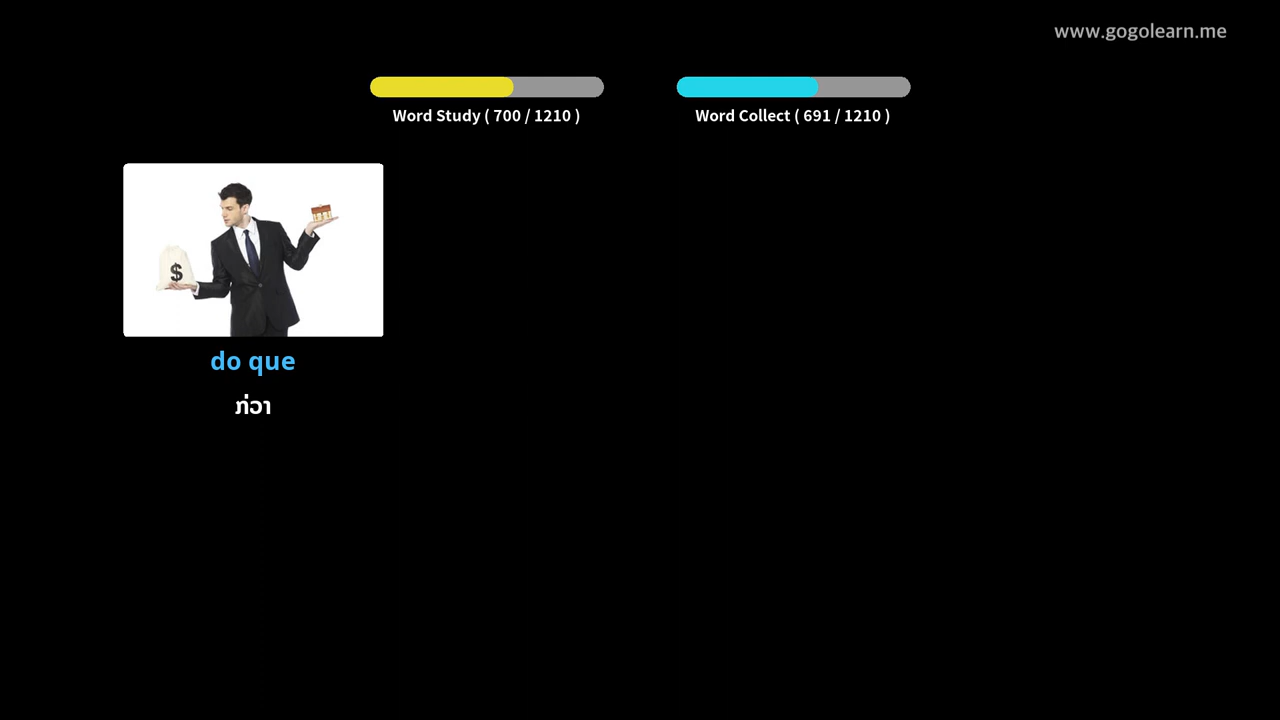 www.gogolearn.me
Word Study ( 700 / 1210 )
Word Collect ( 691 / 1210 )
$
do que
ກ່ວາ